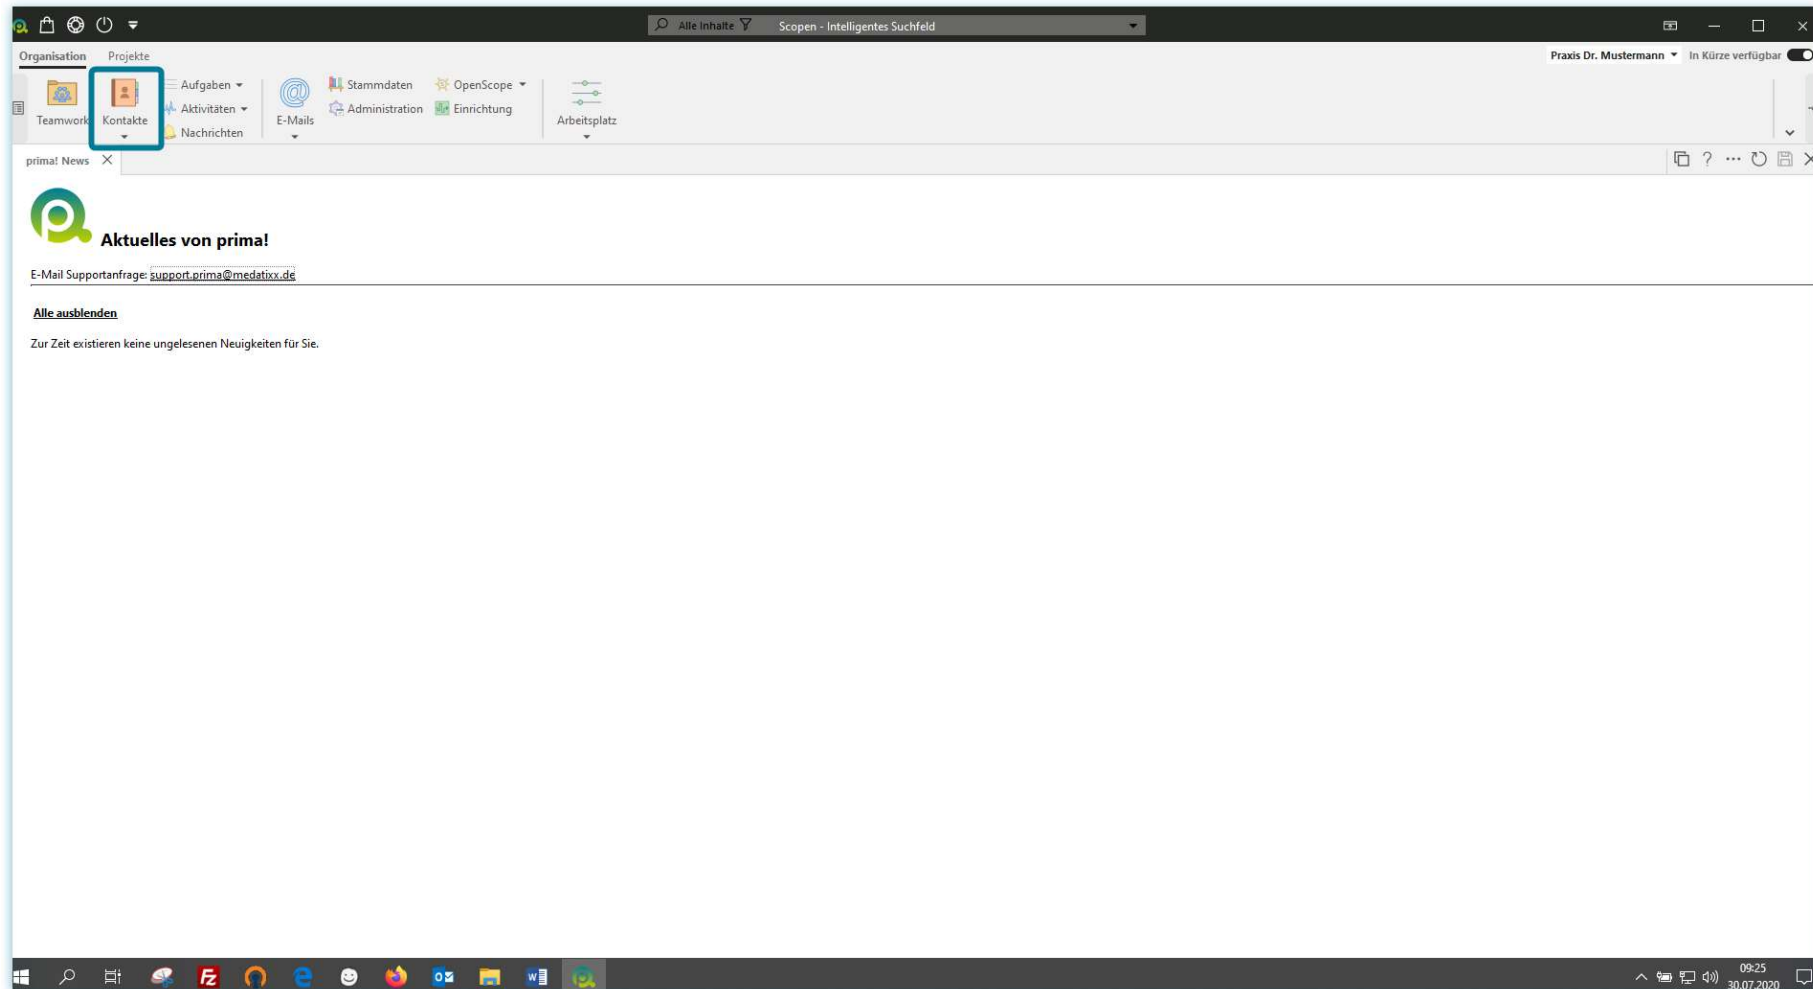 Alle Inhalte Scopen - Intelligentes Suchfeld
Organisation Projekte
Praxis Dr. Mustermann In Kürze verfügbar
Teamwork Kontakte
Aufgaben
Aktivitäten
Nachrichten
E-Mails
Stammdaten OpenScope
Administration Einrichtung
Arbeitsplatz
prima! News
Aktuelles von prima!
E-Mail Supportanfrage: support.prima@medatixx.de
Alle ausblenden
Zur Zeit existieren keine ungelesenen Neuigkeiten für Sie.
09:25
30.07.2020